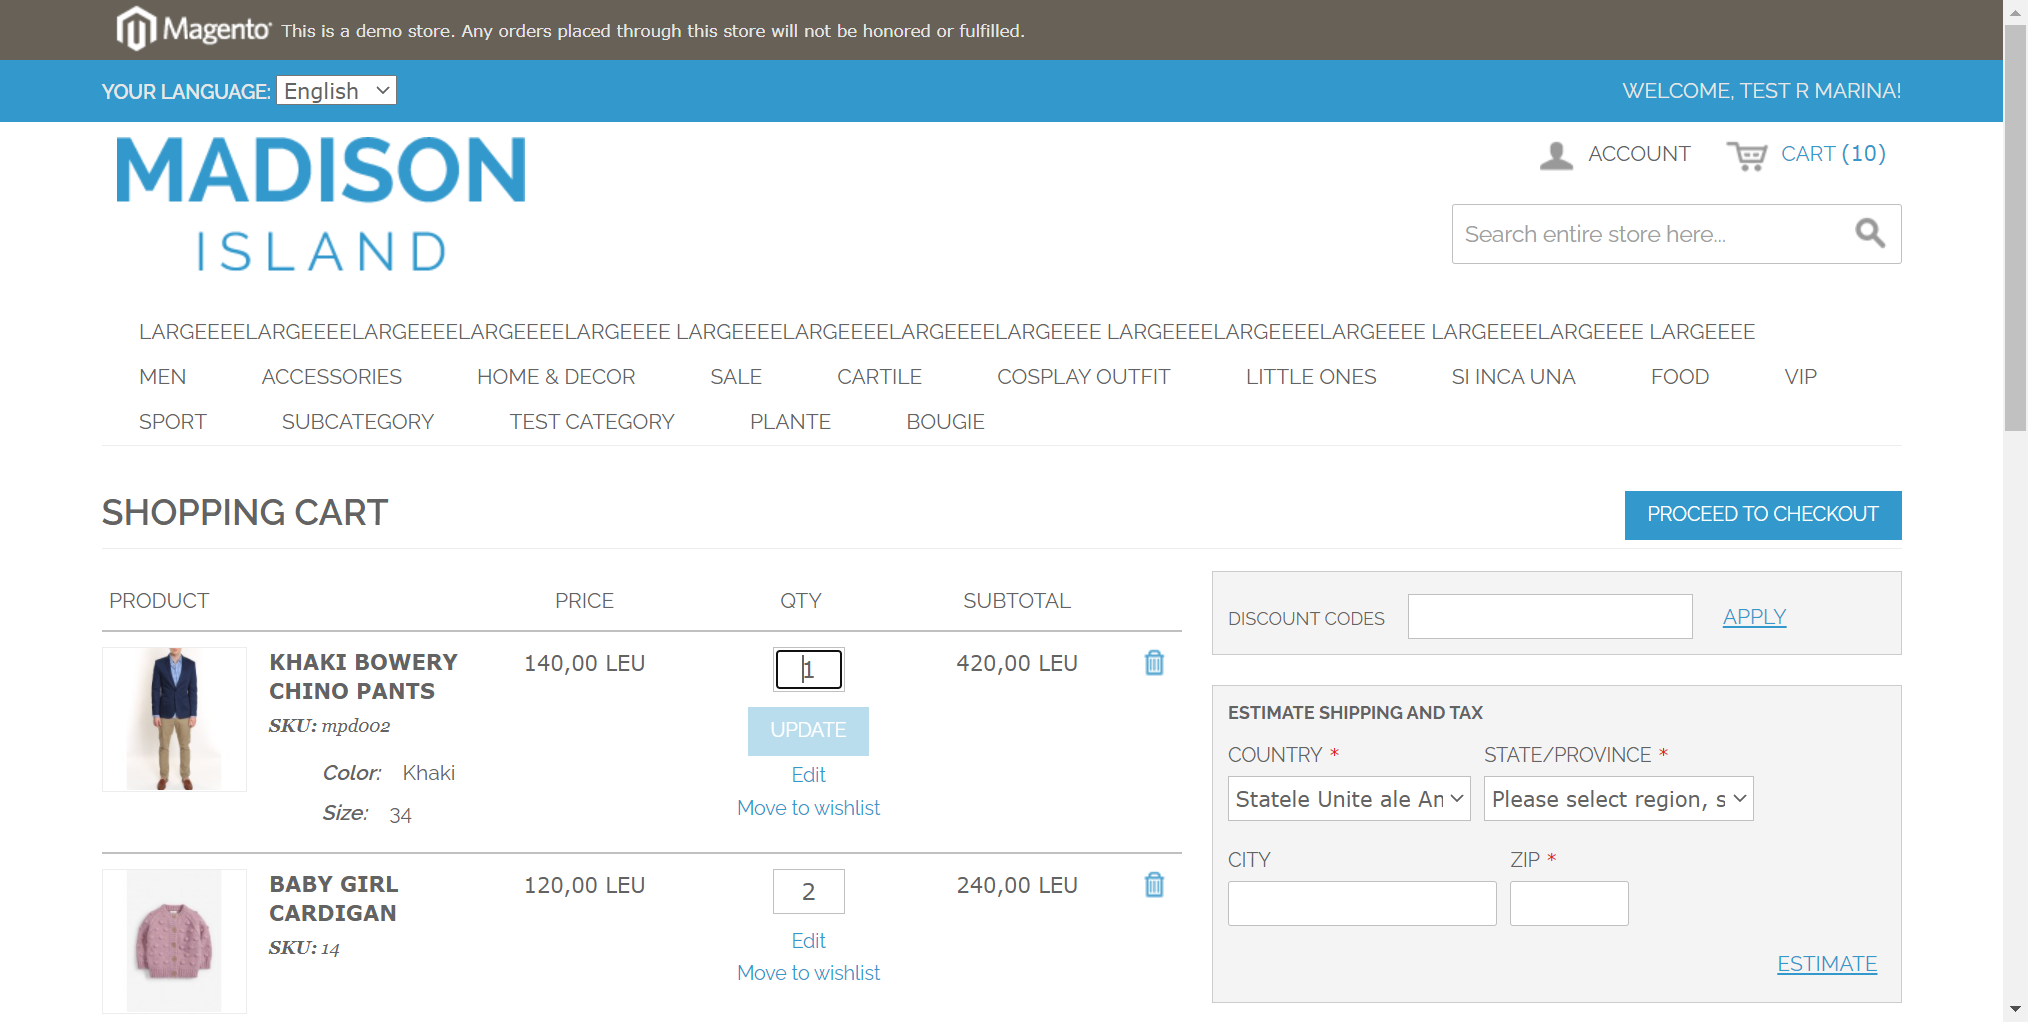 Magento® This is a demo store. Any orders placed through this store will not be honored or fulfilled.
YOUR LANGUAGE: English
WELCOME, TEST R MARINA!
MADISON
ISLAND
ACCOUNT
CART (10)
Search entire store here...
LARGEEEELARGEEEELARGEEEELARGEEEELARGEEEE LARGEEEELARGEEEELARGEEEELARGEEEE LARGEEEELARGEEEELARGEEEE LARGEEEELARGEEEE LARGEEEE
MEN ACCESSORIES HOME & DECOR SALE CARTILE COSPLAY OUTFIT LITTLE ONES SI INCA UNA FOOD VIP
SPORT SUBCATEGORY TEST CATEGORY PLANTE BOUGIE
SHOPPING CART
PROCEED TO CHECKOUT
PRODUCT PRICE QTY SUBTOTAL
KHAKI BOWERY
CHINO PANTS
SKU: mpd002
Color: Khaki
Size: 34
140,00 LEU
1
UPDATE
Edit
Move to wishlist
420,00 LEU
BABY GIRL
CARDIGAN
SKU: 14
120,00 LEU
2
Edit
Move to wishlist
240,00 LEU
DISCOUNT CODES
APPLY
ESTIMATE SHIPPING AND TAX
COUNTRY * STATE/PROVINCE *
Statele Unite ale Am Please select region, s
CITY ZIP *
ESTIMATE